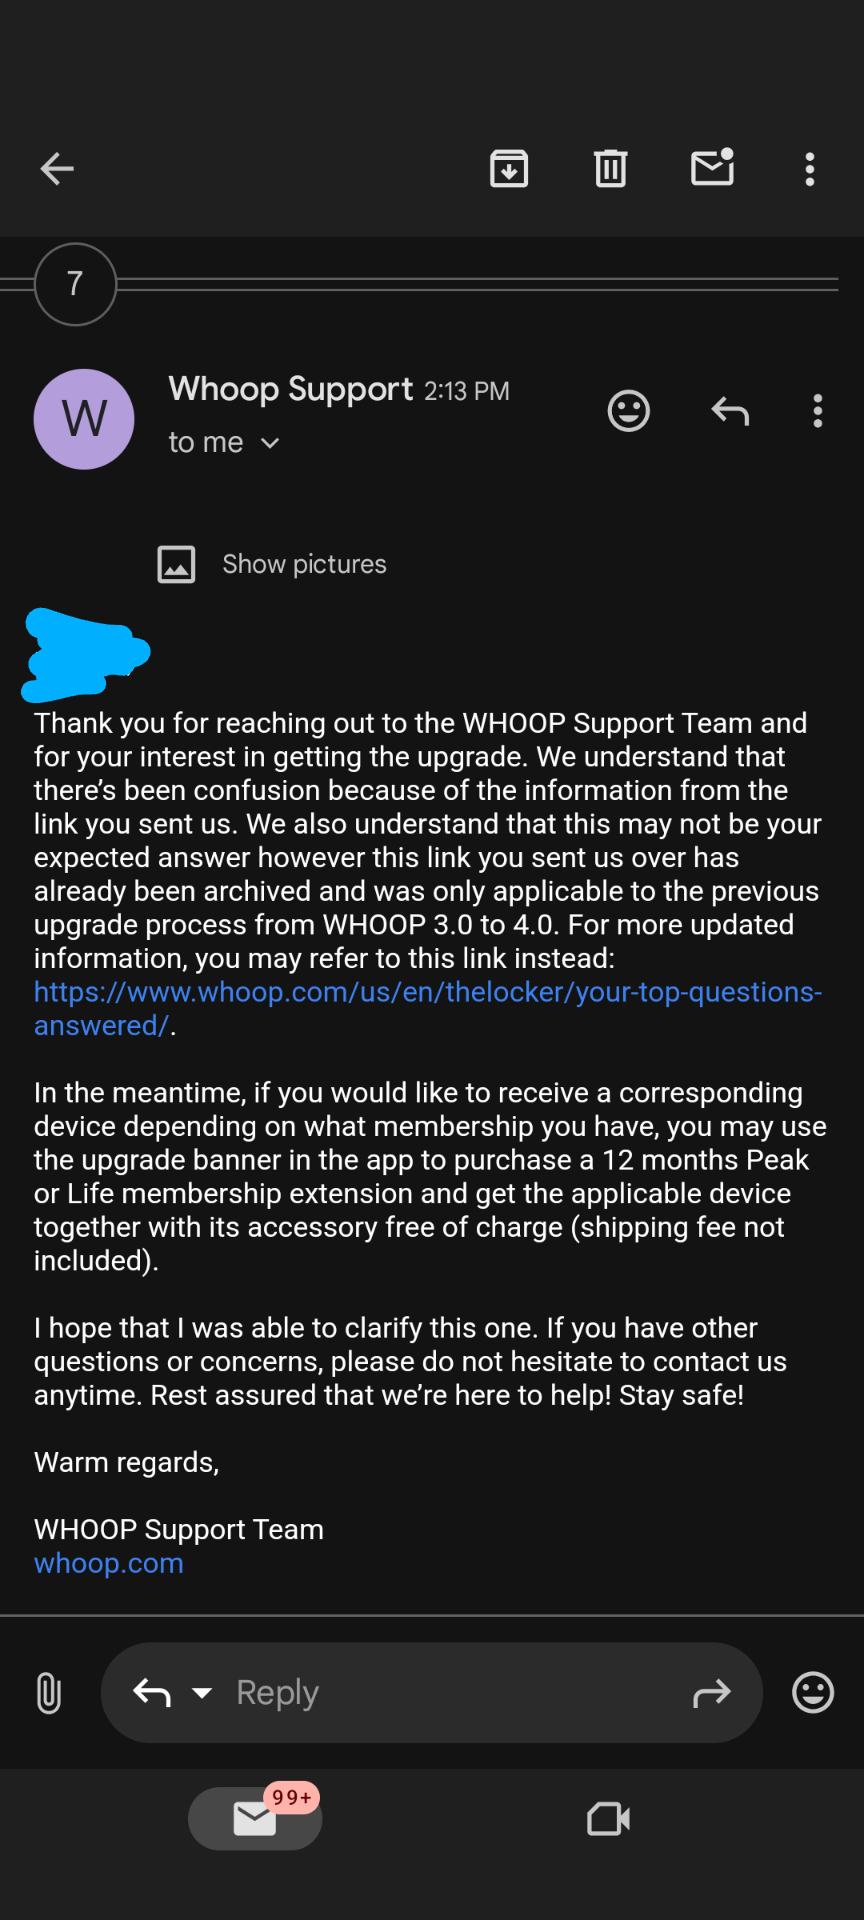 7
W
Whoop Support 2:13 PM
to me
Show pictures
Thank you for reaching out to the WHOOP Support Team and
for your interest in getting the upgrade. We understand that
there’s been confusion because of the information from the
link you sent us. We also understand that this may not be your
expected answer however this link you sent us over has
already been archived and was only applicable to the previous
upgrade process from WHOOP 3.0 to 4.0. For more updated
information, you may refer to this link instead:
https://www.whoop.com/us/en/thelocker/your-top-questions-
answered/.
In the meantime, if you would like to receive a corresponding
device depending on what membership you have, you may use
the upgrade banner in the app to purchase a 12 months Peak
or Life membership extension and get the applicable device
together with its accessory free of charge (shipping fee not
included).
I hope that I was able to clarify this one. If you have other
questions or concerns, please do not hesitate to contact us
anytime. Rest assured that we’re here to help! Stay safe!
Warm regards,
WHOOP Support Team
whoop.com
Reply
99+